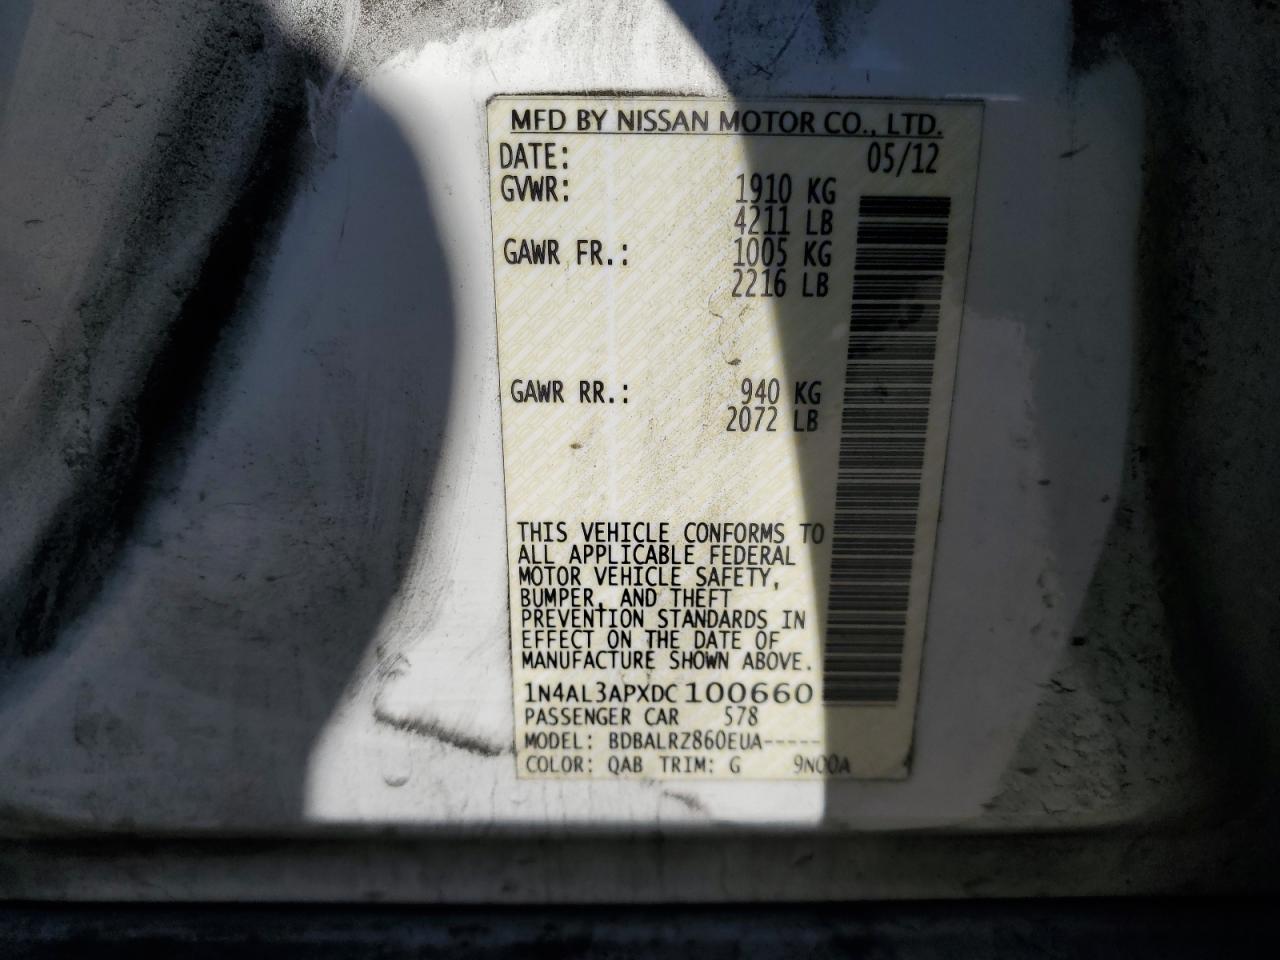 MFD BY NISSAN MOTOR CO., LTD.
DATE: 05/12
GVWR: 1910 KG
4211 LB
GAWR FR.: 1005 KG
2216 LB
GAWR RR.: 940 KG
2072 LB
THIS VEHICLE CONFORMS TO
ALL APPLICABLE FEDERAL
MOTOR VEHICLE SAFETY,
BUMPER, AND THEFT
PREVENTION STANDARDS IN
EFFECT ON THE DATE OF
MANUFACTURE SHOWN ABOVE.
1N4AL3APXDC100660
PASSENGER CAR 578
MODEL: BDBALRZ860EUA-----
COLOR: QAB TRIM: G 9N00A